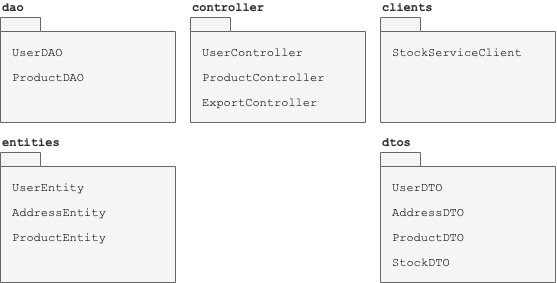 dao
UserDAO
ProductDAO
controller
UserController
ProductController
ExportController
clients
StockServiceClient
entities
UserEntity
AddressEntity
ProductEntity
dtos
UserDTO
AddressDTO
ProductDTO
StockDTO